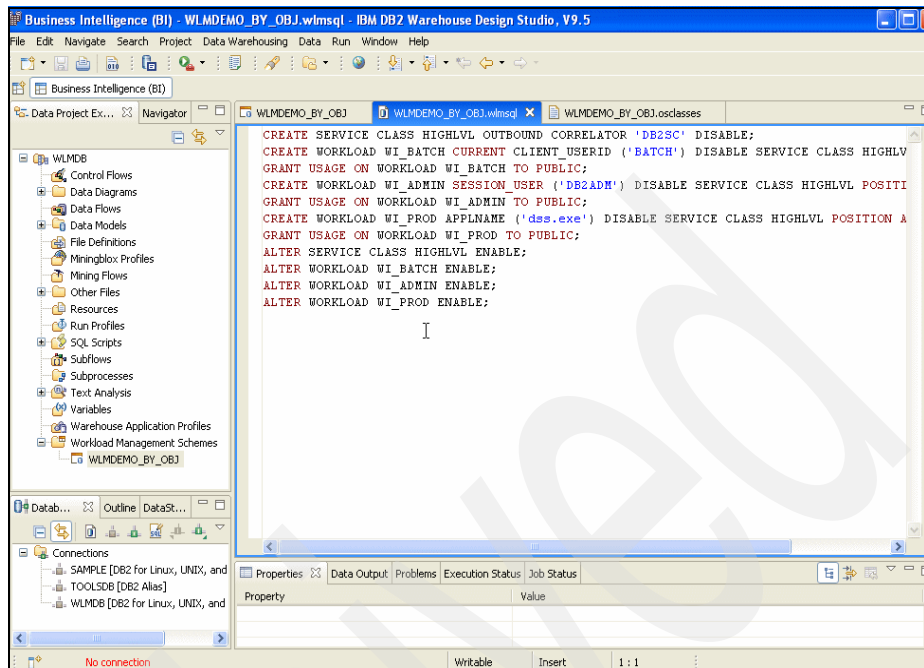 Business Intelligence (BI) - WLMDEMO_BY_OBJ.wlmsql - IBM DB2 Warehouse Design Studio, V9.5
File Edit Navigate Search Project Data Warehousing Data Run Window Help
Business Intelligence (BI)
Data Project Ex... Navigator
WLMDB
Control Flows
Data Diagrams
Data Flows
Data Models
File Definitions
Miningblox Profiles
Mining Flows
Other Files
Resources
Run Profiles
SQL Scripts
Subflows
Subprocesses
Text Analysis
Variables
Warehouse Application Profiles
Workload Management Schemes
WLMDEMO_BY_OBJ
Datab... Outline DataSt...
Connections
SAMPLE [DB2 for Linux, UNIX, and
TOOLSDB [DB2 Alias]
WLMDB [DB2 for Linux, UNIX, and
WLMDEMO_BY_OBJ WLMDEMO_BY_OBJ.wlmsql WLMDEMO_BY_OBJ.osclasses
CREATE SERVICE CLASS HIGHLVL OUTBOUND CORRELATOR 'DB2SC' DISABLE;
CREATE WORKLOAD WI_BATCH CURRENT CLIENT_USERID ('BATCH') DISABLE SERVICE CLASS HIGHLV
GRANT USAGE ON WORKLOAD WI_BATCH TO PUBLIC;
CREATE WORKLOAD WI_ADMIN SESSION_USER ('DB2ADM') DISABLE SERVICE CLASS HIGHLVL POSITI
GRANT USAGE ON WORKLOAD WI_ADMIN TO PUBLIC;
CREATE WORKLOAD WI_PROD APPLNAME ('dss.exe') DISABLE SERVICE CLASS HIGHLVL POSITION A
GRANT USAGE ON WORKLOAD WI_PROD TO PUBLIC;
ALTER SERVICE CLASS HIGHLVL ENABLE;
ALTER WORKLOAD WI_BATCH ENABLE;
ALTER WORKLOAD WI_ADMIN ENABLE;
ALTER WORKLOAD WI_PROD ENABLE;
Properties Data Output Problems Execution Status Job Status
Property Value
No connection Writable Insert 1 : 1